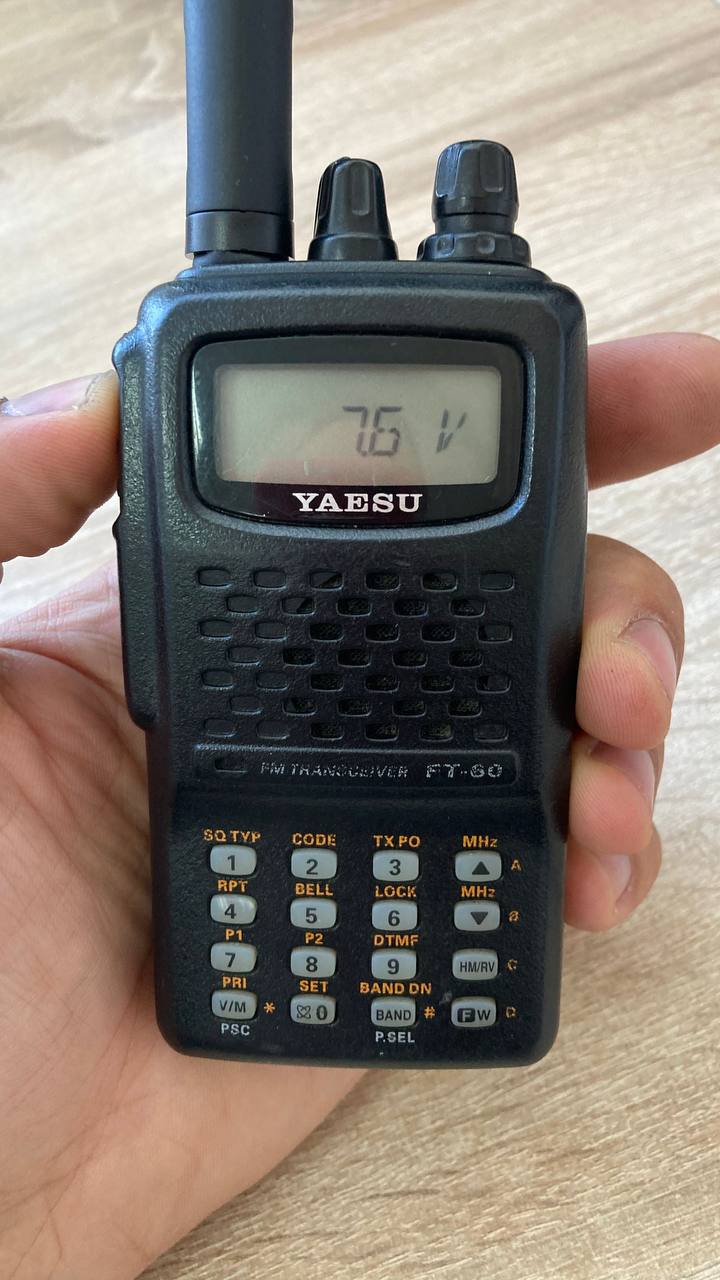 7.6 V
YAESU
FM TRANSCEIVER FT-60
SQ TYP CODE TX PO MHz
1 2 3 ▲ A
RPT BELL LOCK MHz
4 5 6 ▼ B
P1 P2 DTMF
7 8 9 HM/RV C
PRI SET BAND DN
V/M * 0 BAND # F W D
PSC P.SEL